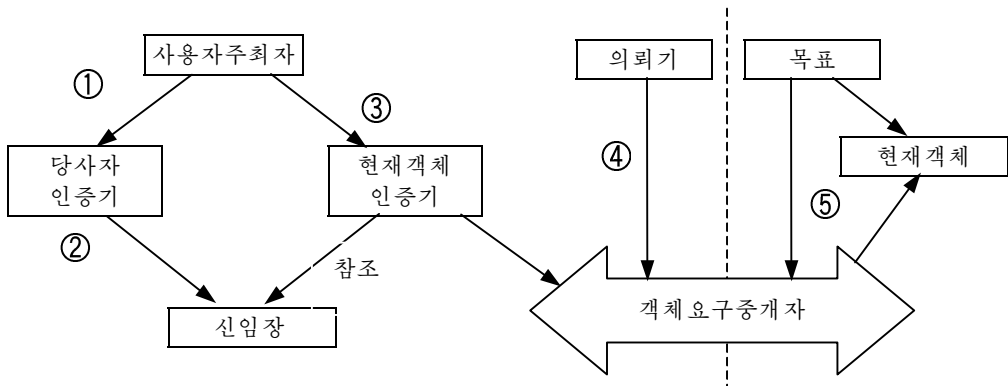 사용자주최자
의뢰기
목표
①
③
당사자
인증기
현재객체
인증기
④
현재객체
⑤
②
참조
신임장
객체요구중개자